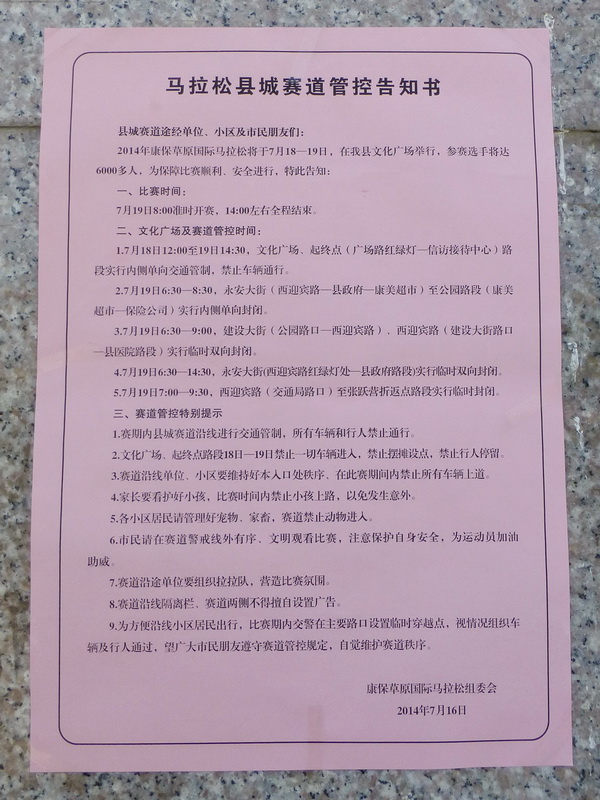 马拉松县城赛道管控告知书
县城赛道途经单位、小区及市民朋友们：
2014年康保草原国际马拉松将于7月18—19日，在我县文化广场举行，参赛选手将达
6000多人，为保障比赛顺利、安全进行，特此告知：
一、比赛时间：
7月19日8:00准时开赛，14:00左右全程结束。
二、文化广场及赛道管控时间：
1.7月18日12:00至19日14:30，文化广场、起终点（广场路红绿灯—信访接待中心）路
段实行内侧单向交通管制，禁止车辆通行。
2.7月19日6:30—8:30，永安大街（西迎宾路—县政府—康美超市）至公园路段（康美
超市—保险公司）实行内侧单向封闭。
3.7月19日6:30—9:00，建设大街（公园路口—西迎宾路）、西迎宾路（建设大街路口
—县医院路段）实行临时双向封闭。
4.7月19日6:30—14:30，永安大街(西迎宾路红绿灯处—县政府路段)实行临时双向封闭。
5.7月19日7:00—9:30，西迎宾路（交通局路口）至张跃营折返点路段实行临时封闭。
三、赛道管控特别提示
1.赛期内县城赛道沿线进行交通管制，所有车辆和行人禁止通行。
2.文化广场、起终点路段18日—19日禁止一切车辆进入，禁止摆摊设点，禁止行人停留。
3.赛道沿线单位、小区要维持好本入口处秩序、在此赛期间内禁止所有车辆上道。
4.家长要看护好小孩，比赛时间内禁止小孩上路，以免发生意外。
5.各小区居民请管理好宠物、家畜，赛道禁止动物进入。
6.市民请在赛道警戒线外有序、文明观看比赛，注意保护自身安全，为运动员加油
助威。
7.赛道沿途单位要组织拉拉队，营造比赛氛围。
8.赛道沿线隔离栏、赛道两侧不得擅自设置广告。
9.为方便沿线小区居民出行，比赛期内交警在主要路口设置临时穿越点，视情况组织车
辆及行人通过，望广大市民朋友遵守赛道管控规定，自觉维护赛道秩序。
康保草原国际马拉松组委会
2014年7月16日